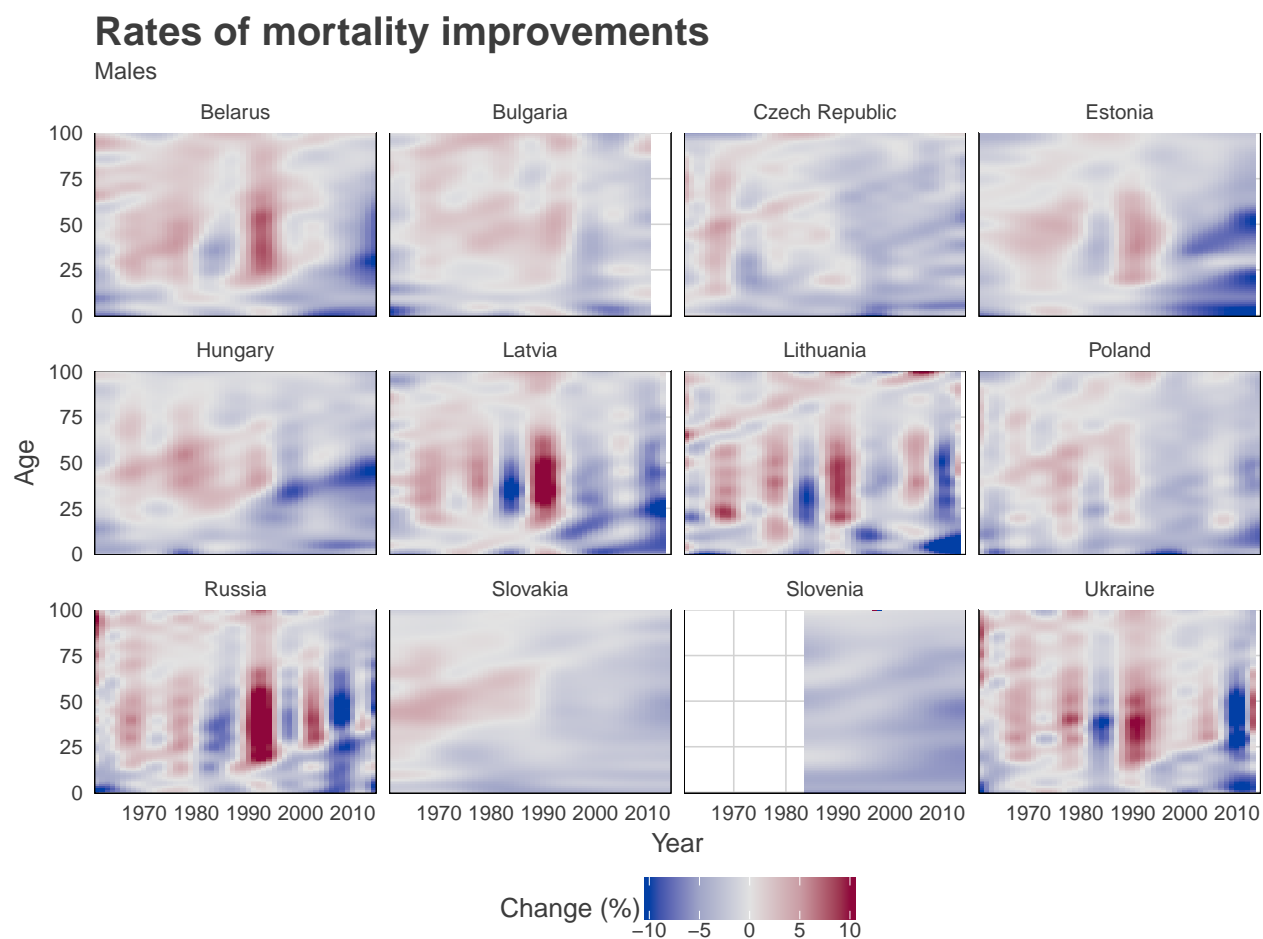 Rates of mortality improvements
Males
Belarus Bulgaria Czech Republic Estonia
100
75
50
25
0
Hungary Latvia Lithuania Poland
100
75
50
25
0
Age
Russia Slovakia Slovenia Ukraine
100
75
50
25
0
1970 1980 1990 2000 2010 1970 1980 1990 2000 2010 1970 1980 1990 2000 2010 1970 1980 1990 2000 2010
Year
Change (%)
−10 −5 0 5 10